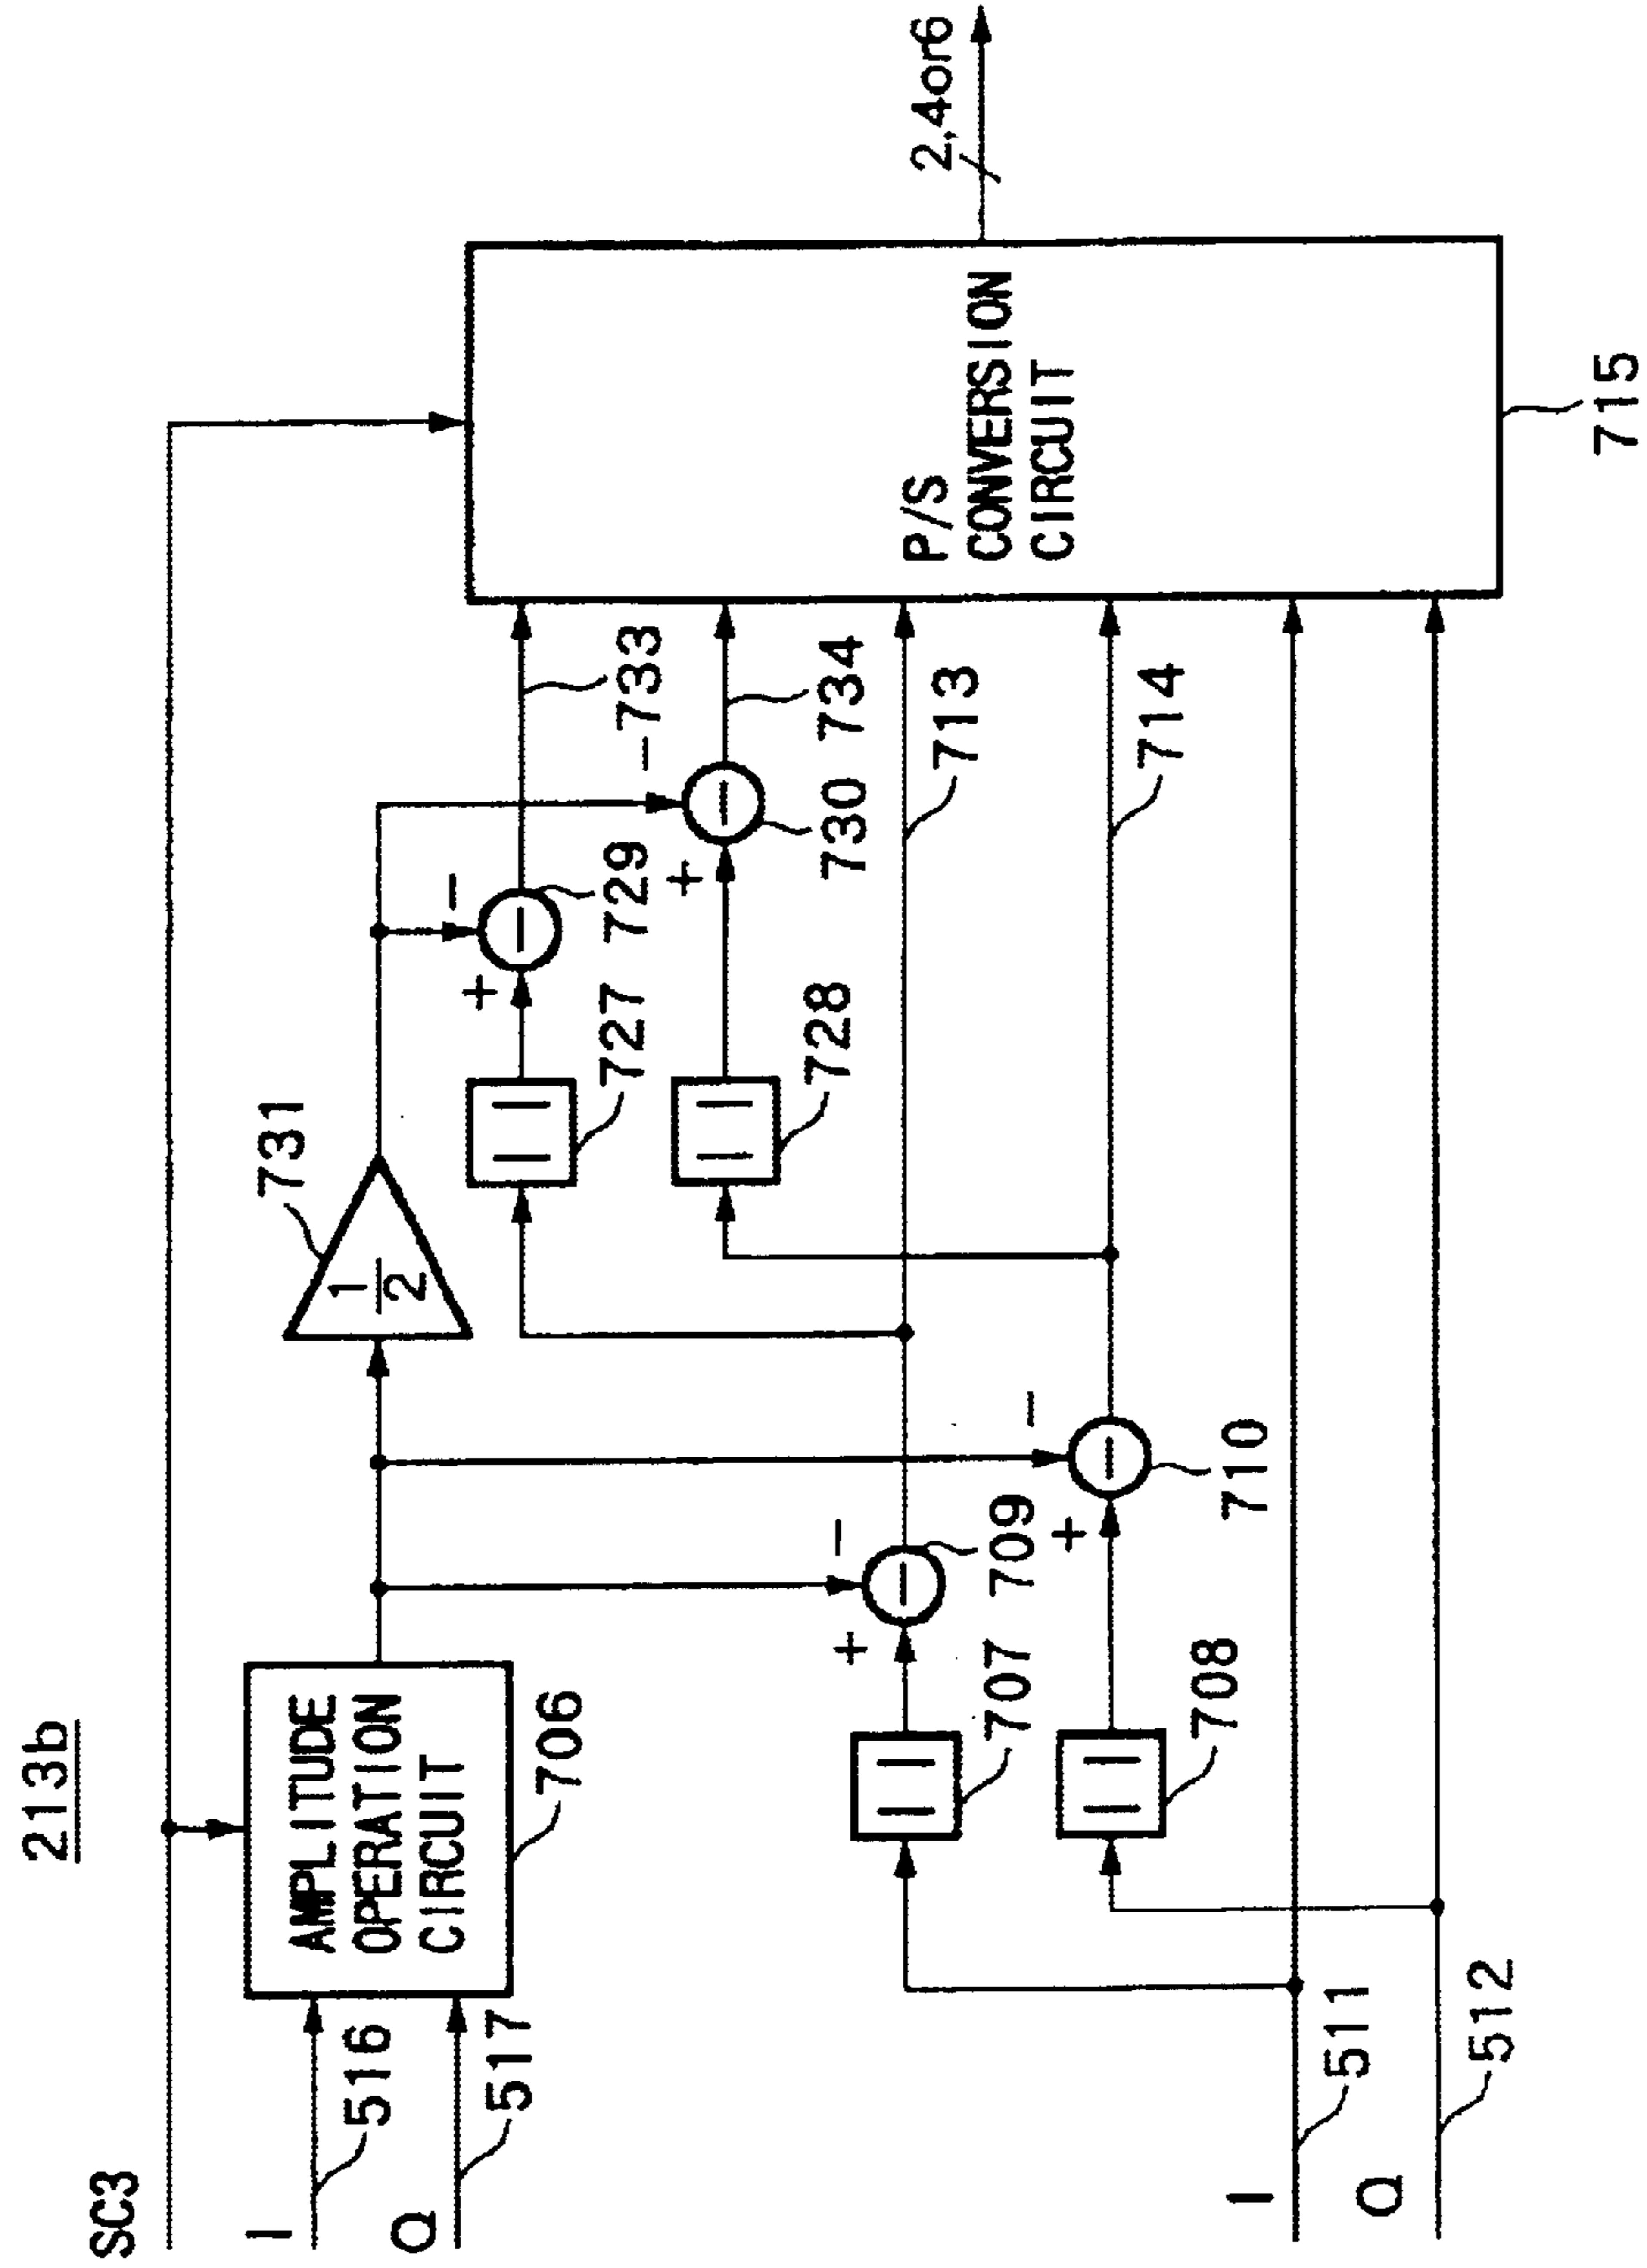 213b
SC3
I
516
Q
517
AMPLITUDE
OPERATION
CIRCUIT
706
1
2
731
-
+
727
729
733
-
+
728
730
734
-
+
707
709
713
-
+
708
710
714
I
511
Q
512
P/S
CONVERSION
CIRCUIT
715
2,4or6